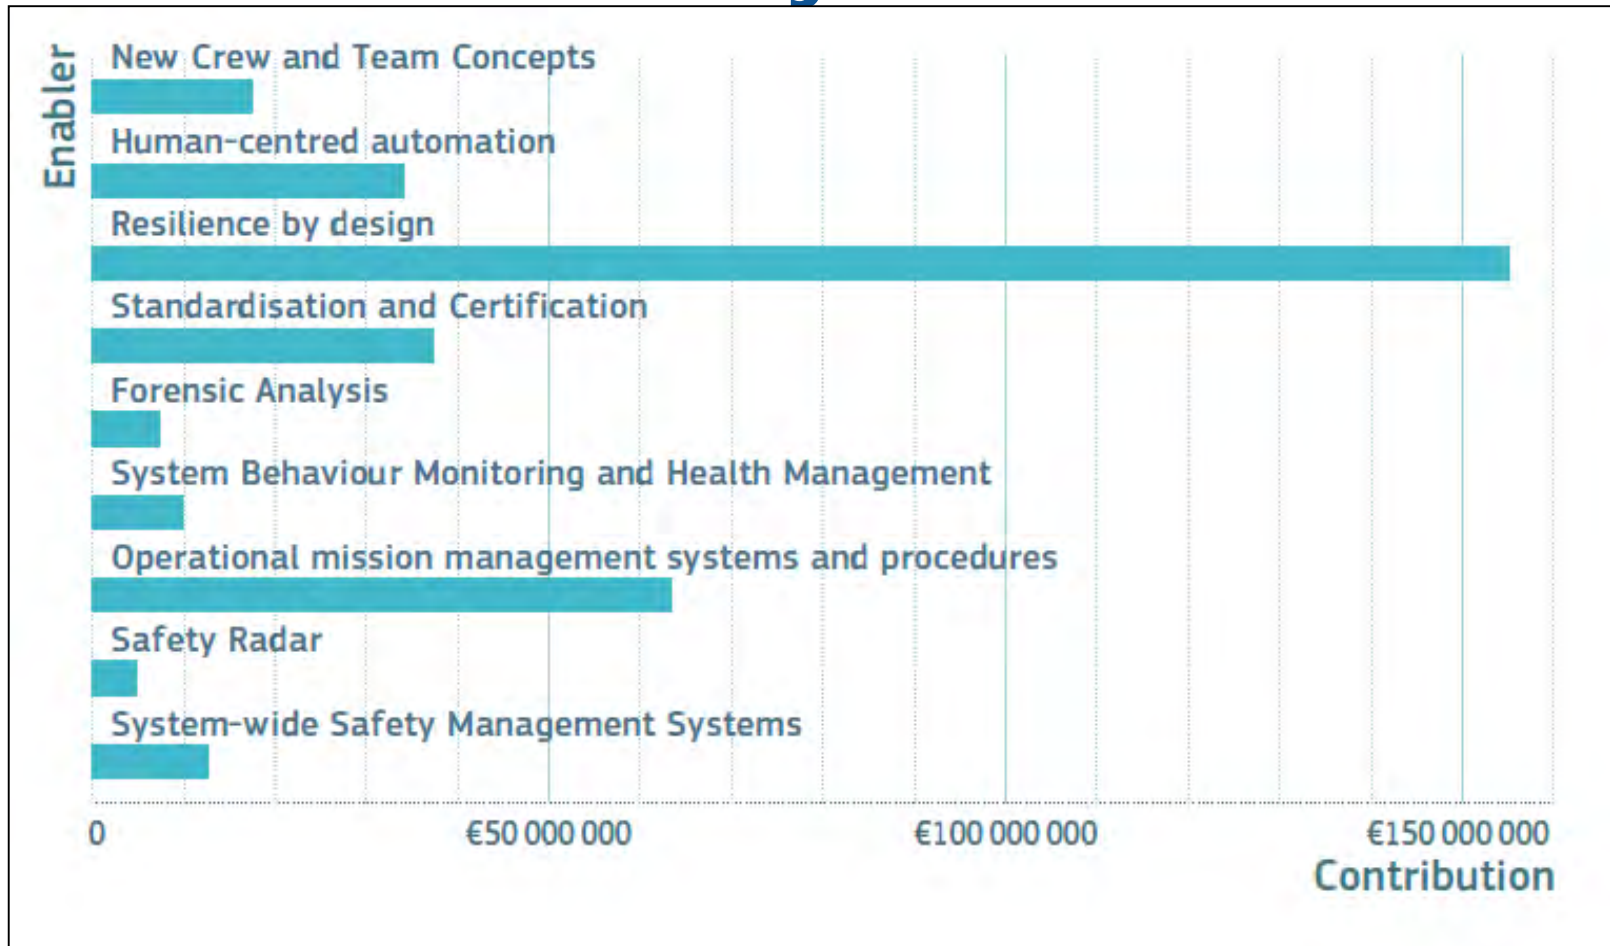 Enabler
New Crew and Team Concepts
Human-centred automation
Resilience by design
Standardisation and Certification
Forensic Analysis
System Behaviour Monitoring and Health Management
Operational mission management systems and procedures
Safety Radar
System-wide Safety Management Systems
0 €50 000 000 €100 000 000 €150 000 000
Contribution